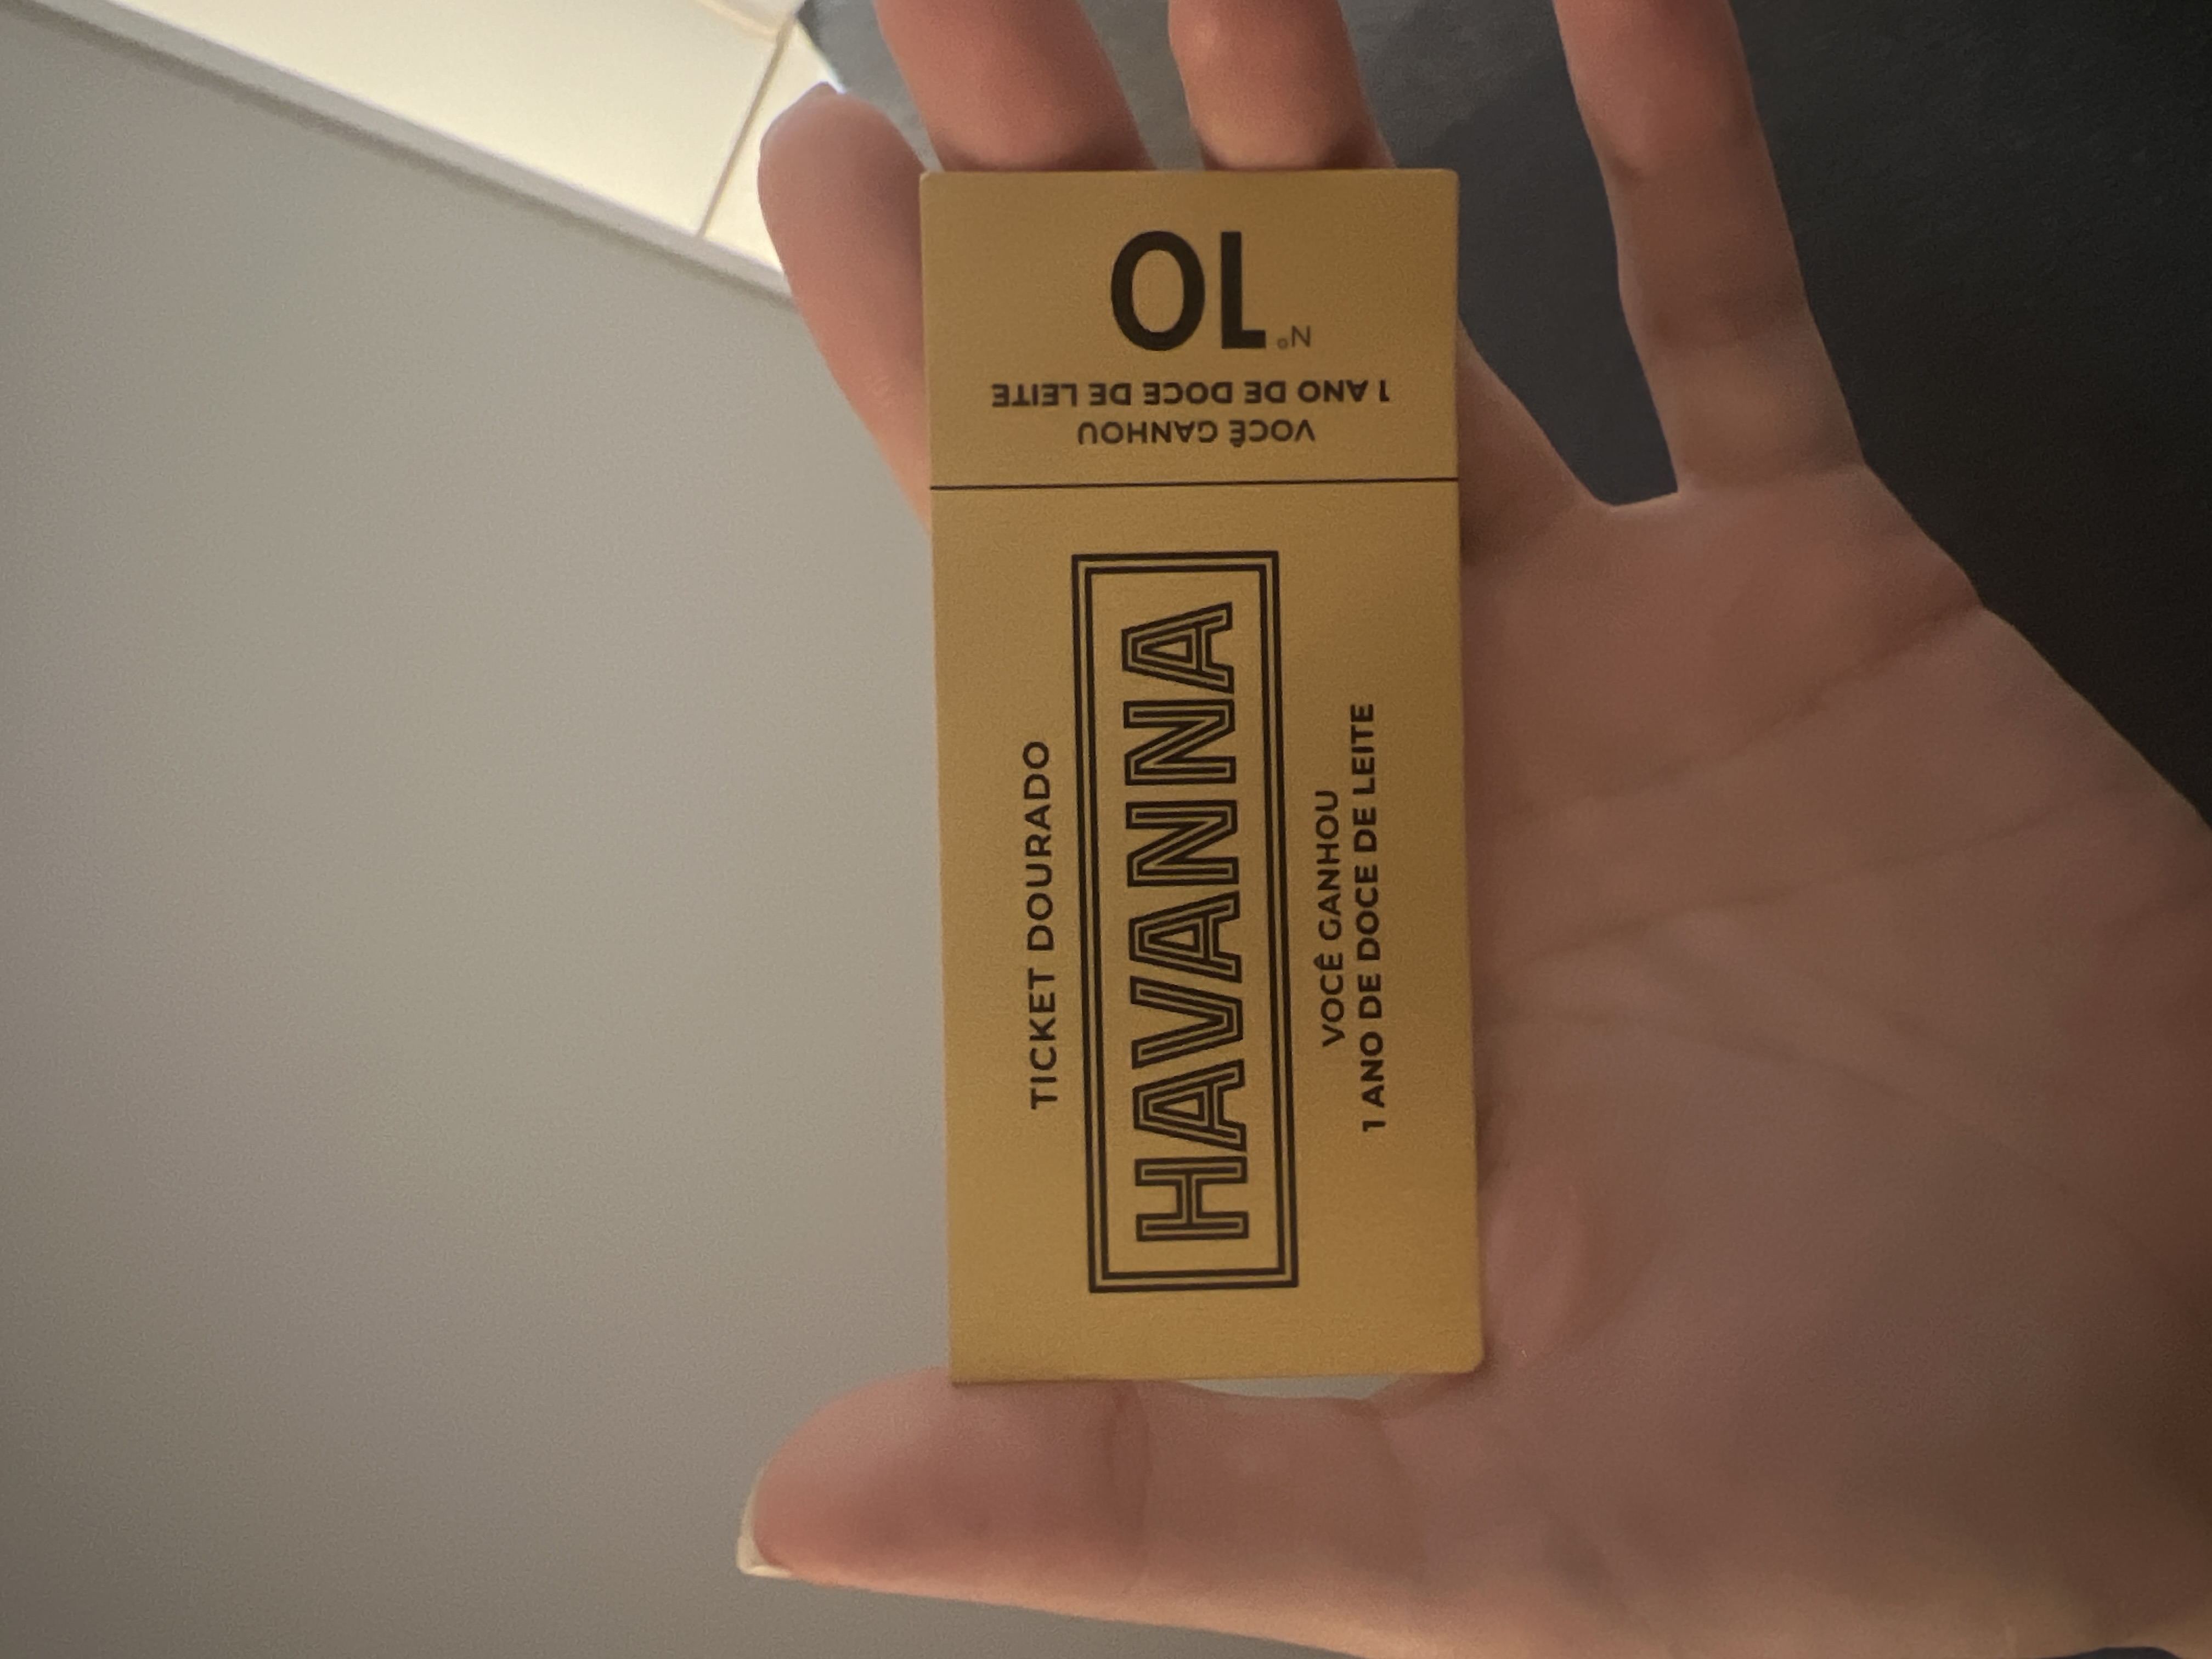 TICKET DOURADO
HAVANNA
VOCÊ GANHOU
1 ANO DE DOCE DE LEITE
VOCÊ GANHOU
1 ANO DE DOCE DE LEITE
Nº 10